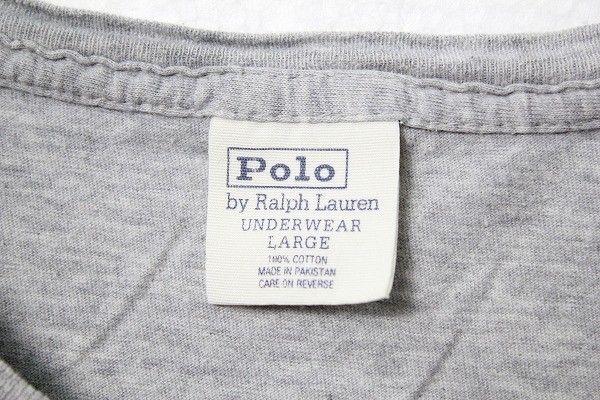 Polo
by Ralph Lauren
UNDERWEAR
LARGE
100% COTTON
MADE IN PAKISTAN
CARE ON REVERSE